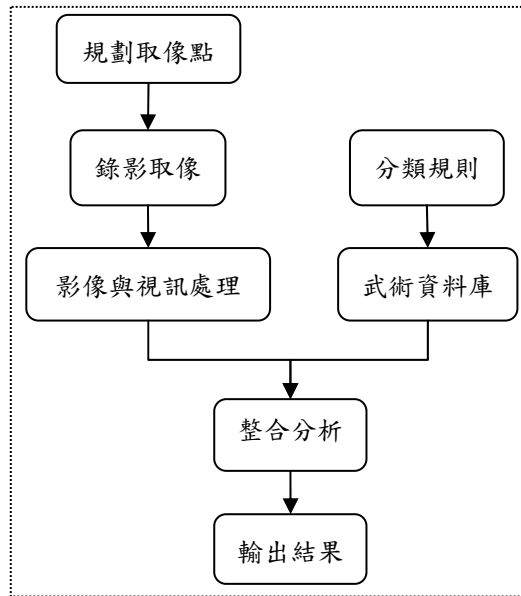 規劃取像點
錄影取像
分類規則
影像與視訊處理
武術資料庫
整合分析
輸出結果